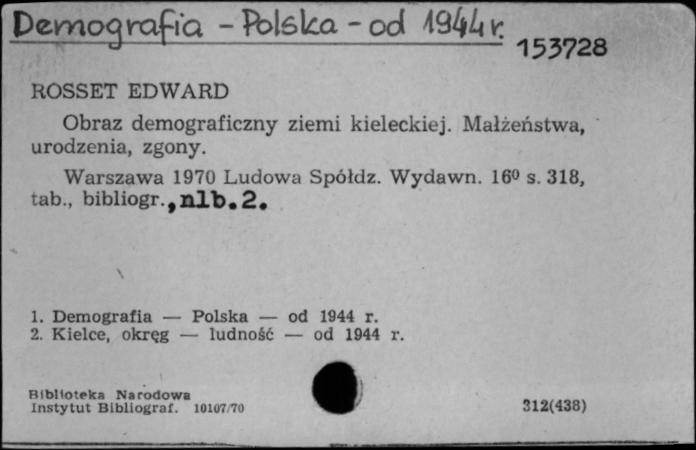 Demografia - Polska - od 1944 r.
153728
ROSSET EDWARD
Obraz demograficzny ziemi kieleckiej. Małżeństwa,
urodzenia, zgony.
Warszawa 1970 Ludowa Spółdz. Wydawn. 16⁰ s. 318,
tab., bibliogr., nlb. 2.
1. Demografia — Polska — od 1944 r.
2. Kielce, okręg — ludność — od 1944 r.
Biblioteka Narodowa
Instytut Bibliograf. 10107/70
312(438)